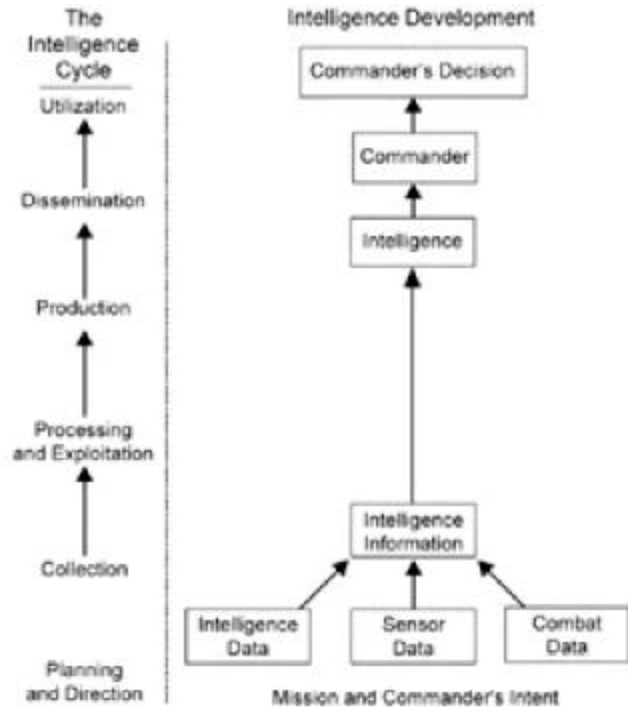 The
Intelligence
Cycle
Utilization
Dissemination
Production
Processing
and Exploitation
Collection
Planning
and Direction
Intelligence Development
Commander's Decision
Commander
Intelligence
Intelligence
Information
Intelligence
Data
Sensor
Data
Combat
Data
Mission and Commander's Intent